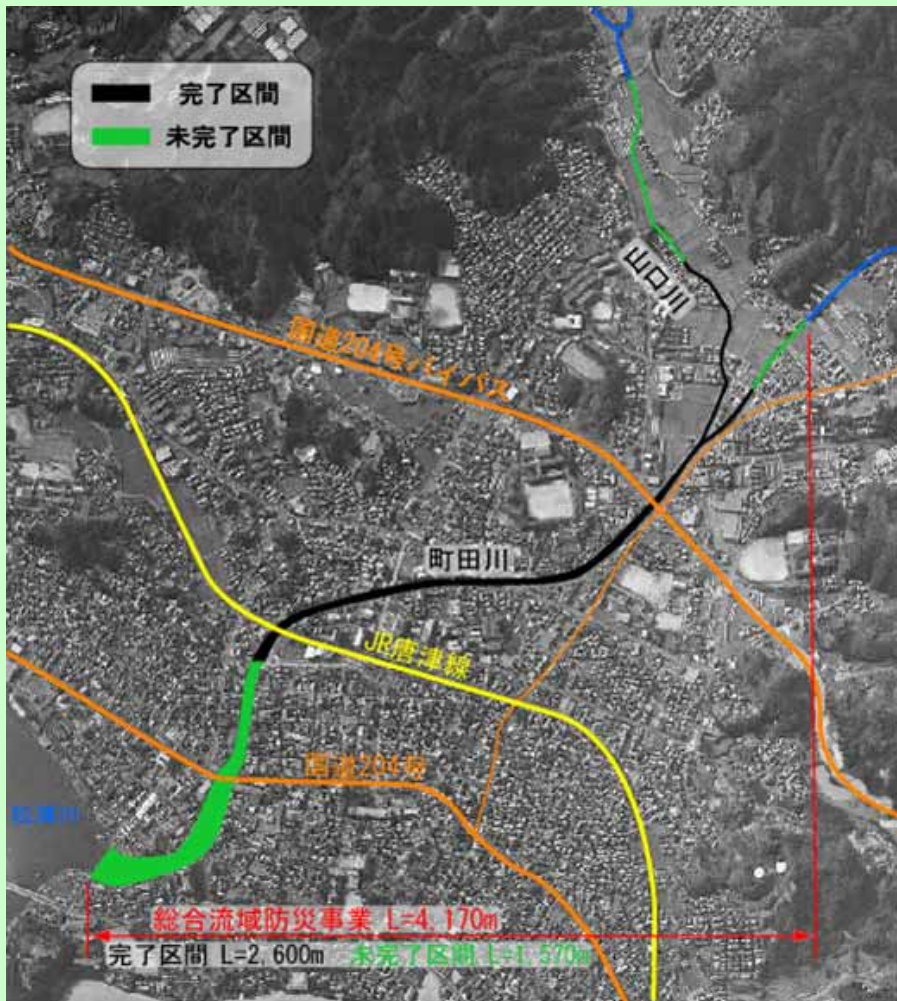 完了区間
未完了区間
山口川
国道204号バイパス
町田川
JR唐津線
国道204号
松浦川
総合流域防災事業 L=4,170m
完了区間 L=2,600m 未完了区間 L=1,570m